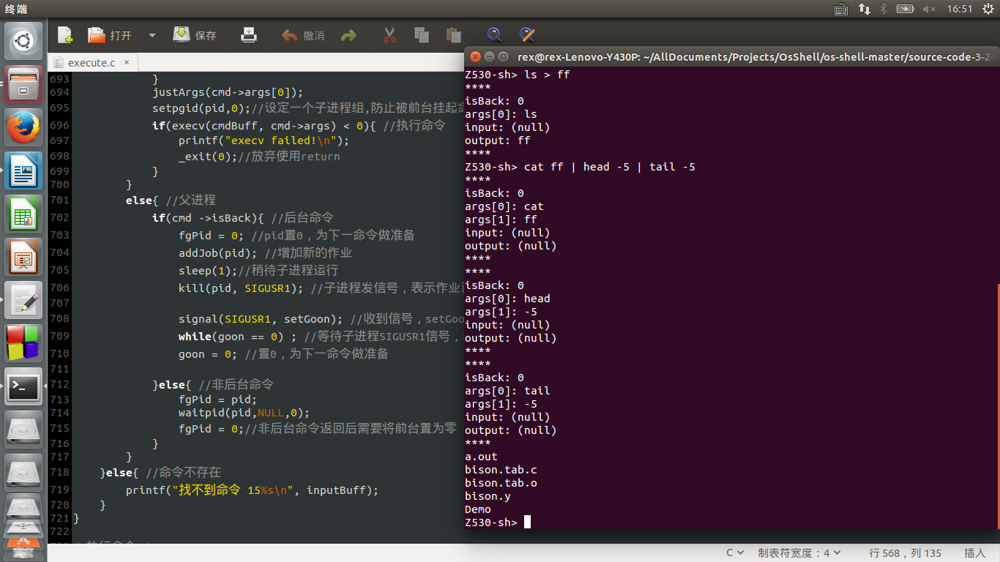 终端
16:51
打开
保存
撤消
execute.c ×
693 }
694 justArgs(cmd->args[0]);
695 setpgid(pid,0);//设定一个子进程组,防止被前台挂起
696 if(execv(cmdBuff, cmd->args) < 0){ //执行命令
697 printf("execv failed!\n");
698 _exit(0);//放弃使用return
699 }
700 }
701 else{ //父进程
702 if(cmd ->isBack){ //后台命令
703 fgPid = 0; //pid置0，为下一命令做准备
704 addJob(pid); //增加新的作业
705 sleep(1);//稍待子进程运行
706 kill(pid, SIGUSR1); //子进程发信号，表示作业
707
708 signal(SIGUSR1, setGoon); //收到信号，setGoo
709 while(goon == 0) ; //等待子进程SIGUSR1信号，
710 goon = 0; //置0，为下一命令做准备
711
712 }else{ //非后台命令
713 fgPid = pid;
714 waitpid(pid,NULL,0);
715 fgPid = 0;//非后台命令返回后需要将前台置为零
716 }
717 }
718 }else{ //命令不存在
719 printf("找不到命令 15%s\n", inputBuff);
720 }
721 }
722
C
制表符宽度：4
行 568，列 135
插入
rex@rex-Lenovo-Y430P: ~/AllDocuments/Projects/OsShell/os-shell-master/source-code-3-24
Z530-sh> ls > ff
****
isBack: 0
args[0]: ls
input: (null)
output: ff
****
Z530-sh> cat ff | head -5 | tail -5
****
isBack: 0
args[0]: cat
args[1]: ff
input: (null)
output: (null)
****
****
isBack: 0
args[0]: head
args[1]: -5
input: (null)
output: (null)
****
****
isBack: 0
args[0]: tail
args[1]: -5
input: (null)
output: (null)
****
a.out
bison.tab.c
bison.tab.o
bison.y
Demo
Z530-sh>